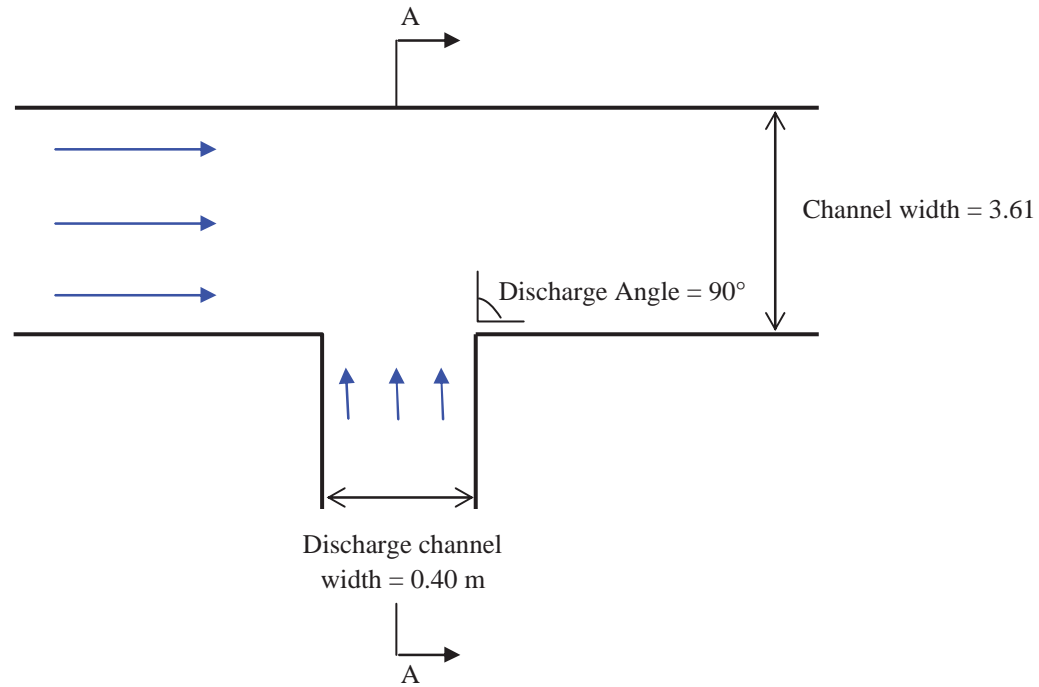 A
Channel width = 3.61
Discharge Angle = 90°
Discharge channel
width = 0.40 m
A